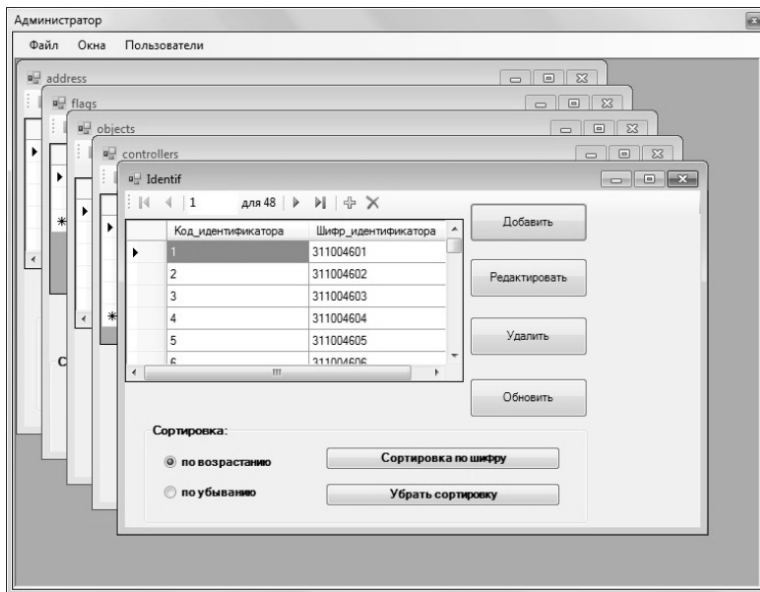 Администратор
Файл Окна Пользователи
address
flags
objects
controllers
Identif
1 для 48
Код_идентификатора Шифр_идентификатора
1 311004601
2 311004602
3 311004603
4 311004604
5 311004605
6 311004606
Добавить
Редактировать
Удалить
Обновить
С
Сортировка:
по возрастанию
Сортировка по шифру
по убыванию
Убрать сортировку